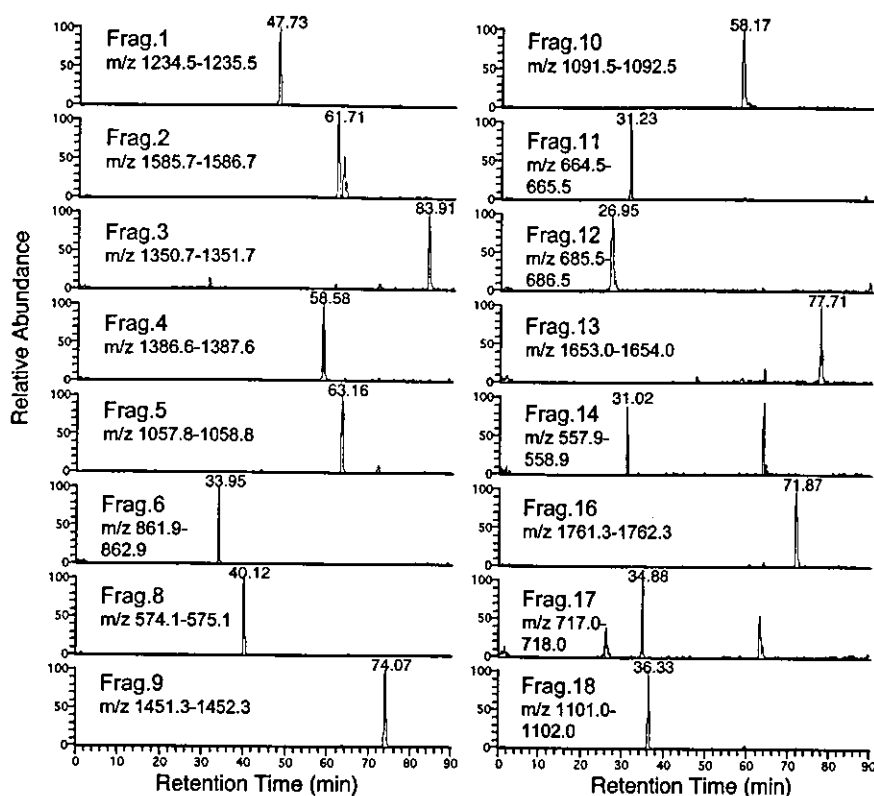 Relative Abundance
100
50
0
47.73
Frag.1
m/z 1234.5-1235.5
100
50
0
61.71
Frag.2
m/z 1585.7-1586.7
100
50
0
83.91
Frag.3
m/z 1350.7-1351.7
100
50
0
58.58
Frag.4
m/z 1386.6-1387.6
100
50
0
63.16
Frag.5
m/z 1057.8-1058.8
100
50
0
33.95
Frag.6
m/z 861.9-
862.9
100
50
0
40.12
Frag.8
m/z 574.1-575.1
100
50
0
74.07
Frag.9
m/z 1451.3-1452.3
0 10 20 30 40 50 60 70 80 90
Retention Time (min)
100
50
0
58.17
Frag.10
m/z 1091.5-1092.5
100
50
0
31.23
Frag.11
m/z 664.5-
665.5
100
50
0
26.95
Frag.12
m/z 685.5-
686.5
100
50
0
77.71
Frag.13
m/z 1653.0-1654.0
100
50
0
31.02
Frag.14
m/z 557.9-
558.9
100
50
0
71.87
Frag.16
m/z 1761.3-1762.3
100
50
0
34.88
Frag.17
m/z 717.0-
718.0
100
50
0
36.33
Frag.18
m/z 1101.0-
1102.0
0 10 20 30 40 50 60 70 80 90
Retention Time (min)